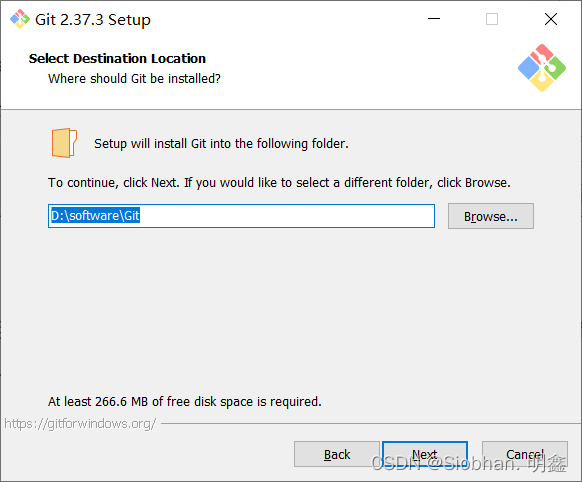 Git 2.37.3 Setup
Select Destination Location
Where should Git be installed?
Setup will install Git into the following folder.
To continue, click Next. If you would like to select a different folder, click Browse.
D:\software\Git
Browse...
At least 266.6 MB of free disk space is required.
https://gitforwindows.org/
Back
Next
Cancel
CSDN @Siobhan. 明鑫